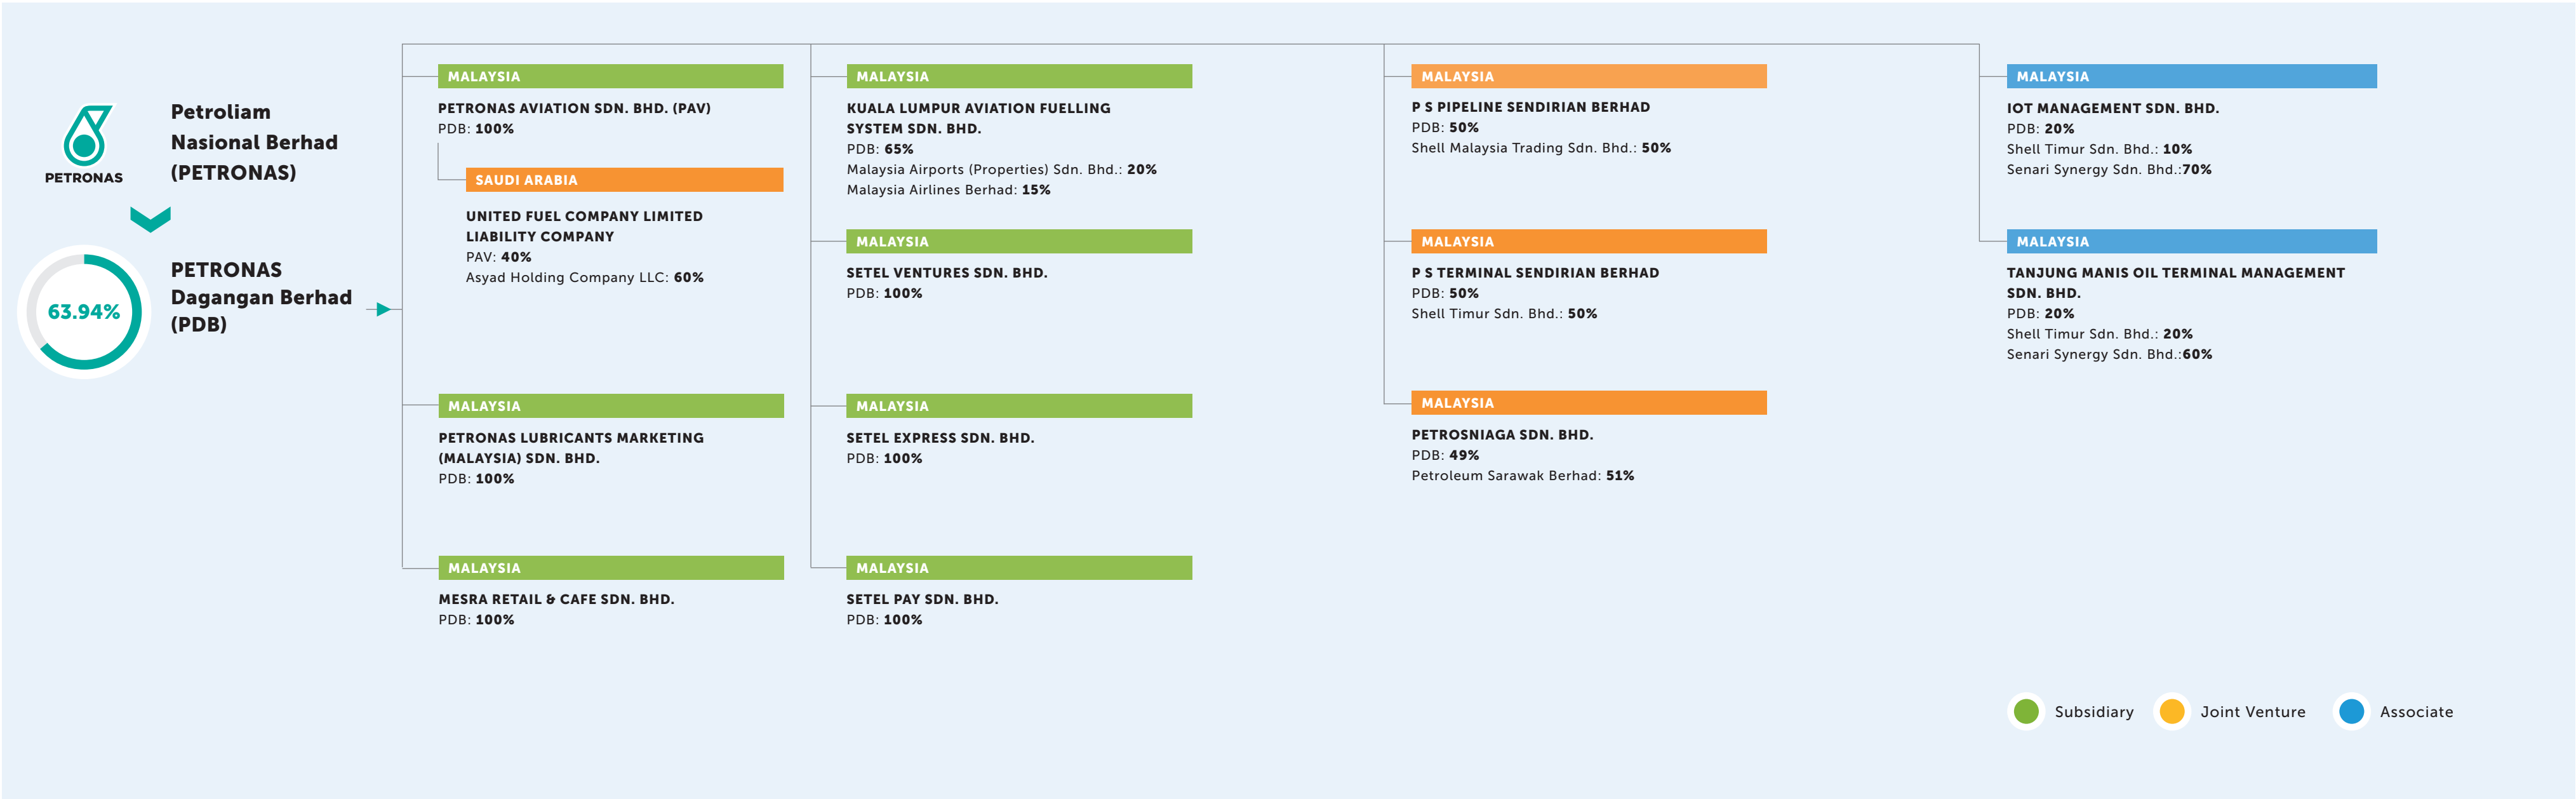 PETRONAS
Petroliam
Nasional Berhad
(PETRONAS)
63.94%
PETRONAS
Dagangan Berhad
(PDB)
MALAYSIA
PETRONAS AVIATION SDN. BHD. (PAV)
PDB: 100%
SAUDI ARABIA
UNITED FUEL COMPANY LIMITED
LIABILITY COMPANY
PAV: 40%
Asyad Holding Company LLC: 60%
MALAYSIA
PETRONAS LUBRICANTS MARKETING
(MALAYSIA) SDN. BHD.
PDB: 100%
MALAYSIA
MESRA RETAIL & CAFE SDN. BHD.
PDB: 100%
MALAYSIA
KUALA LUMPUR AVIATION FUELLING
SYSTEM SDN. BHD.
PDB: 65%
Malaysia Airports (Properties) Sdn. Bhd.: 20%
Malaysia Airlines Berhad: 15%
MALAYSIA
SETEL VENTURES SDN. BHD.
PDB: 100%
MALAYSIA
SETEL EXPRESS SDN. BHD.
PDB: 100%
MALAYSIA
SETEL PAY SDN. BHD.
PDB: 100%
MALAYSIA
P S PIPELINE SENDIRIAN BERHAD
PDB: 50%
Shell Malaysia Trading Sdn. Bhd.: 50%
MALAYSIA
P S TERMINAL SENDIRIAN BERHAD
PDB: 50%
Shell Timur Sdn. Bhd.: 50%
MALAYSIA
PETROSNIAGA SDN. BHD.
PDB: 49%
Petroleum Sarawak Berhad: 51%
MALAYSIA
IOT MANAGEMENT SDN. BHD.
PDB: 20%
Shell Timur Sdn. Bhd.: 10%
Senari Synergy Sdn. Bhd.:70%
MALAYSIA
TANJUNG MANIS OIL TERMINAL MANAGEMENT
SDN. BHD.
PDB: 20%
Shell Timur Sdn. Bhd.: 20%
Senari Synergy Sdn. Bhd.:60%
Subsidiary
Joint Venture
Associate